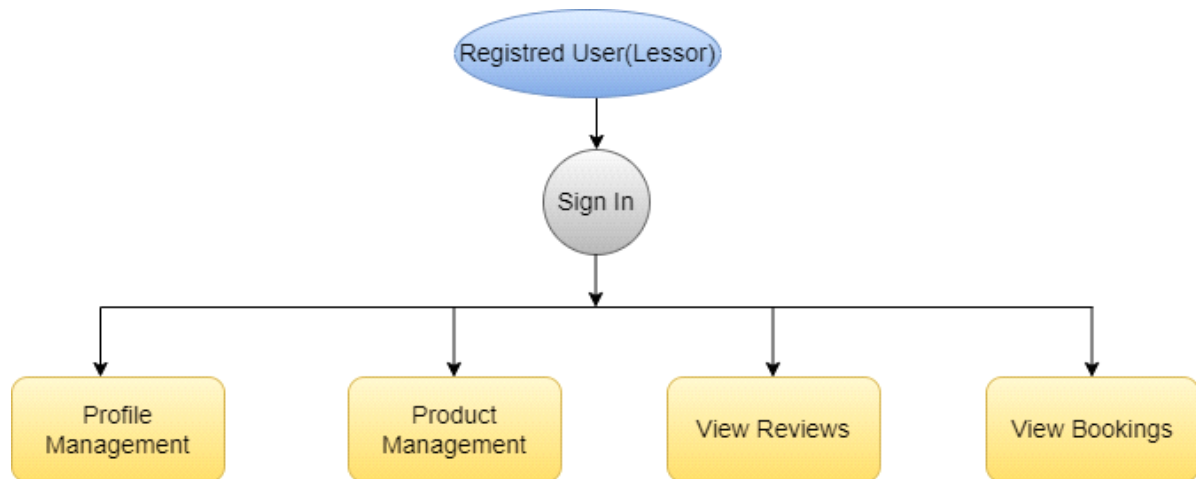 Registred User(Lessor)
Sign In
Profile
Management
Product
Management
View Reviews
View Bookings